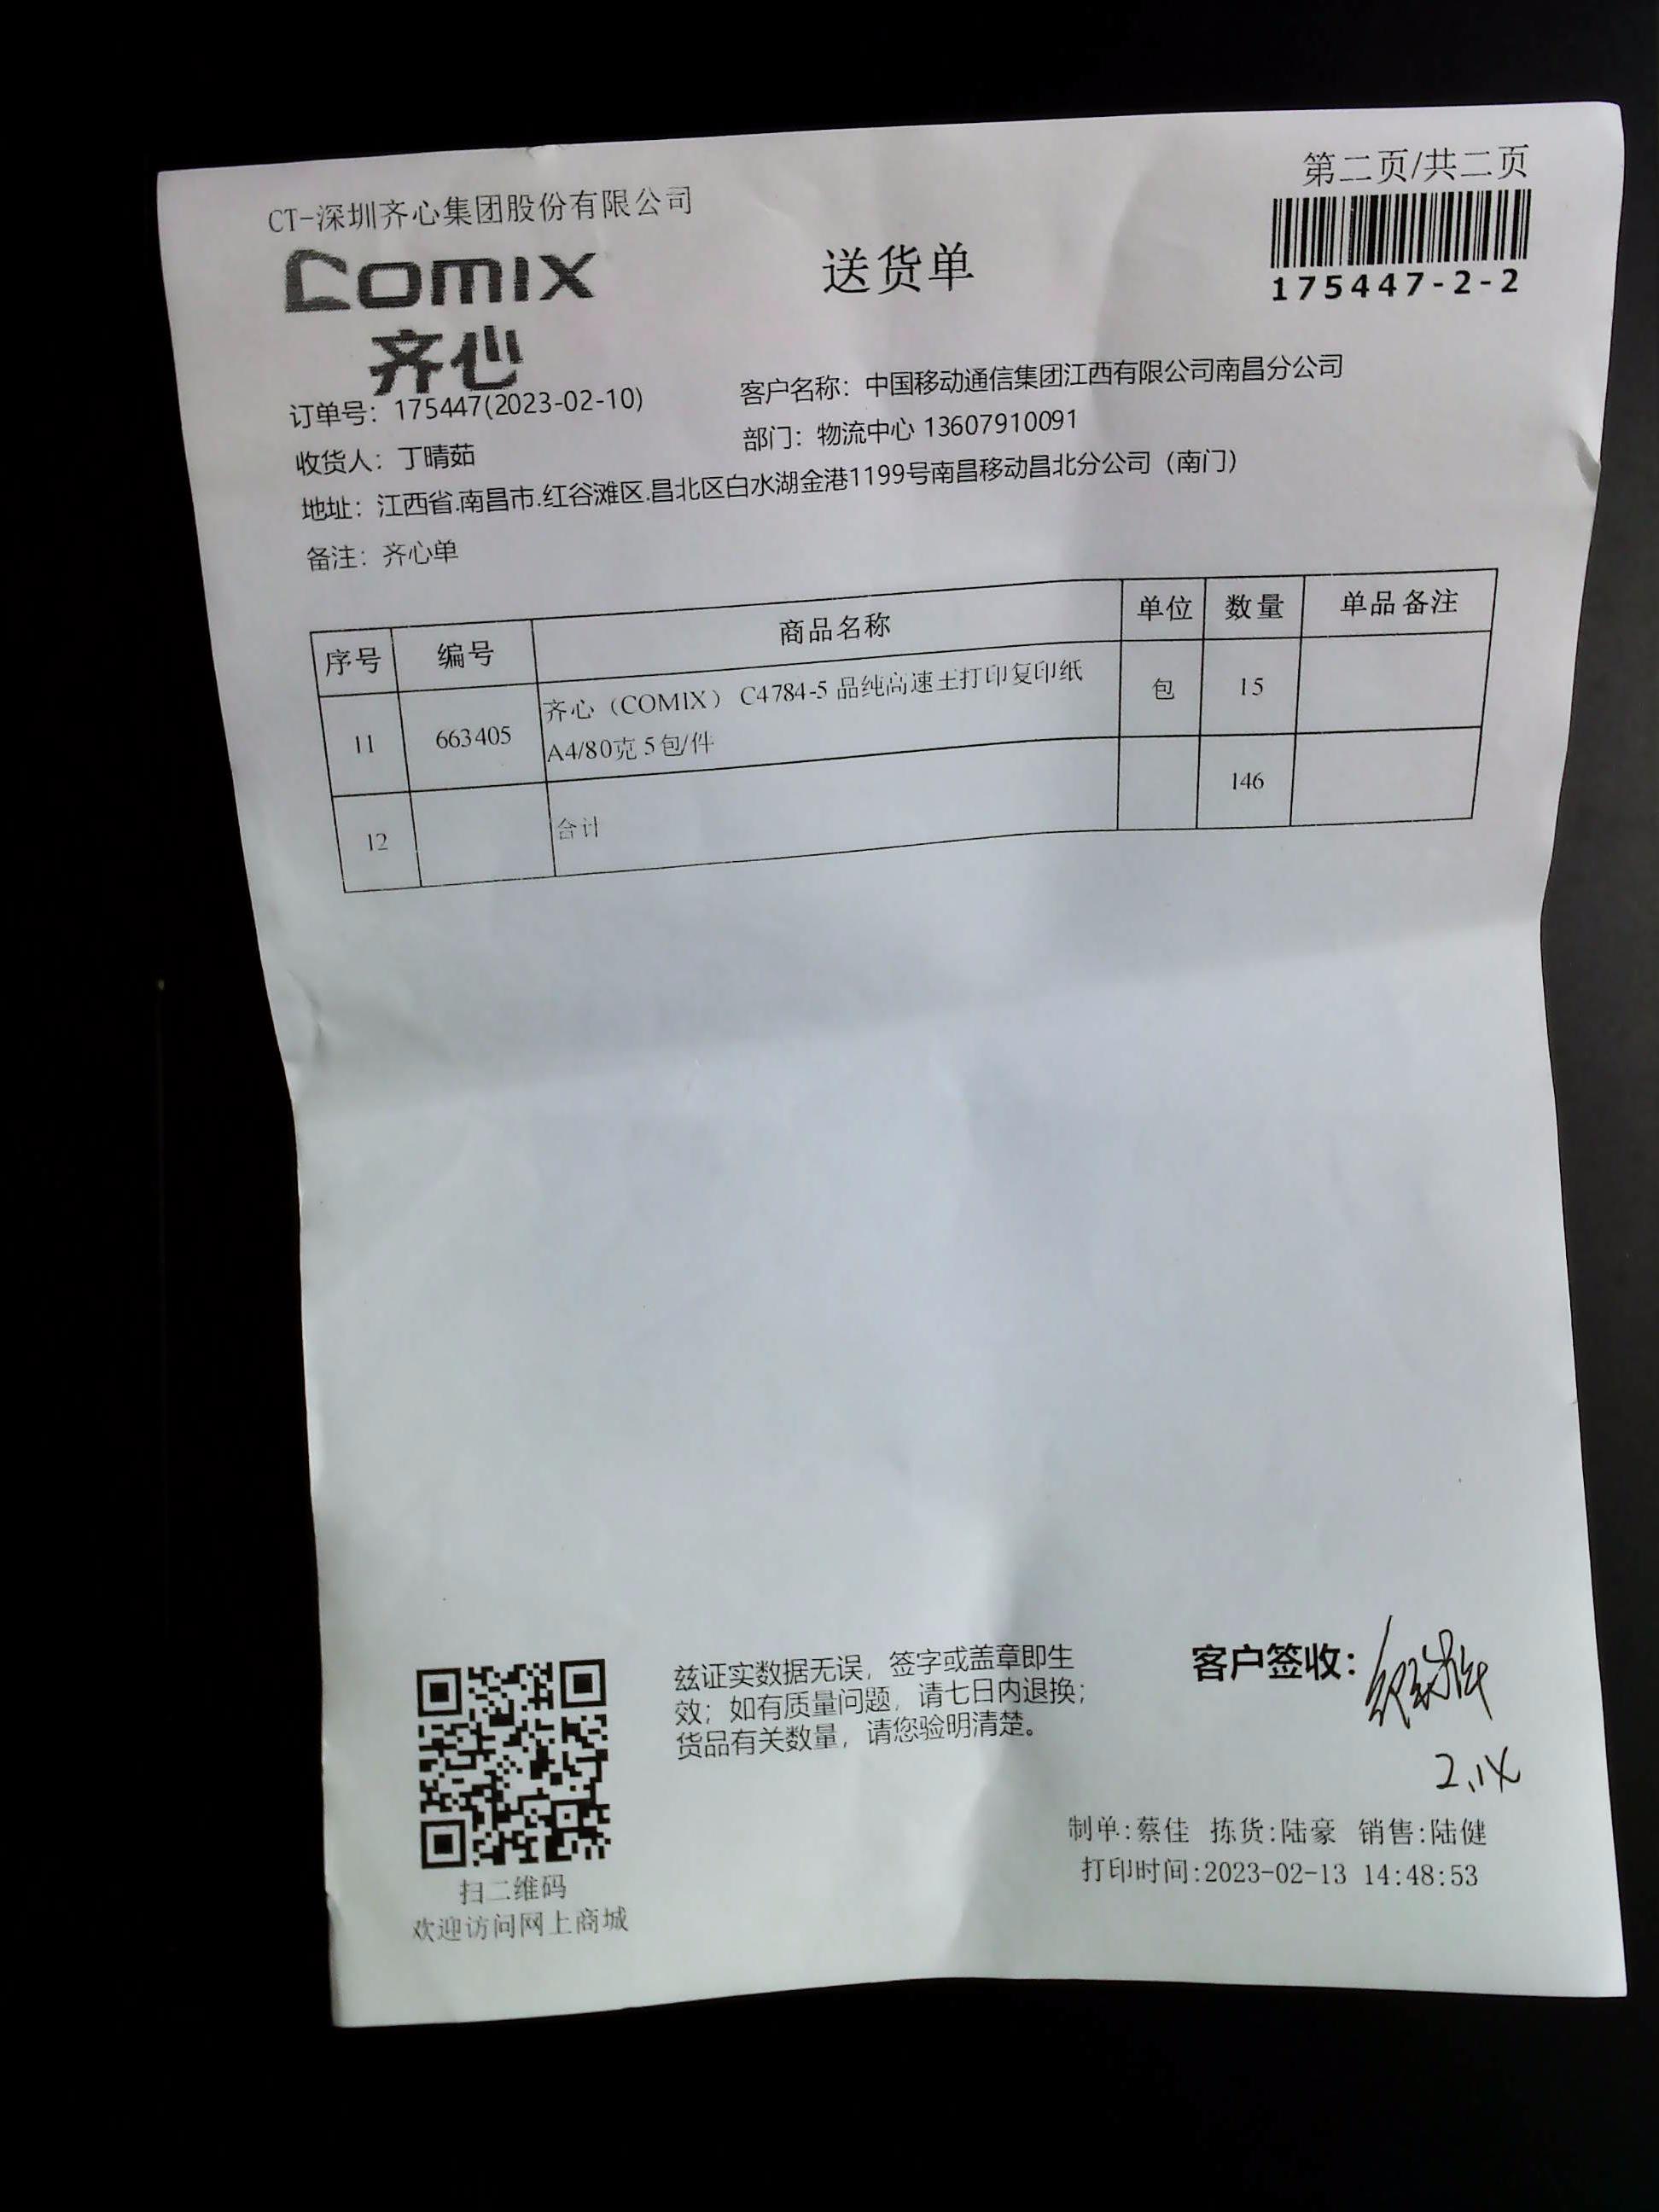 第二页/共二页
CT-深圳齐心集团股份有限公司
comix
齐心
送货单
175447-2-2
订单号：175447(2023-02-10)
客户名称：中国移动通信集团江西有限公司南昌分公司
收货人：丁晴茹
部门：物流中心 13607910091
地址：江西省.南昌市.红谷滩区.昌北区白水湖金港1199号南昌移动昌北分公司（南门）
备注：齐心单
序号 编号 商品名称 单位 数量 单品备注
11 663405 齐心（COMIX） C4784-5 品纯高速王打印复印纸 包 15
A4/80克 5包/件
12 合计 146
兹证实数据无误，签字或盖章即生
效；如有质量问题，请七日内退换；
货品有关数量，请您验明清楚。
客户签收：
2.14
制单:蔡佳 拣货:陆豪 销售:陆健
打印时间:2023-02-13 14:48:53
扫二维码
欢迎访问网上商城